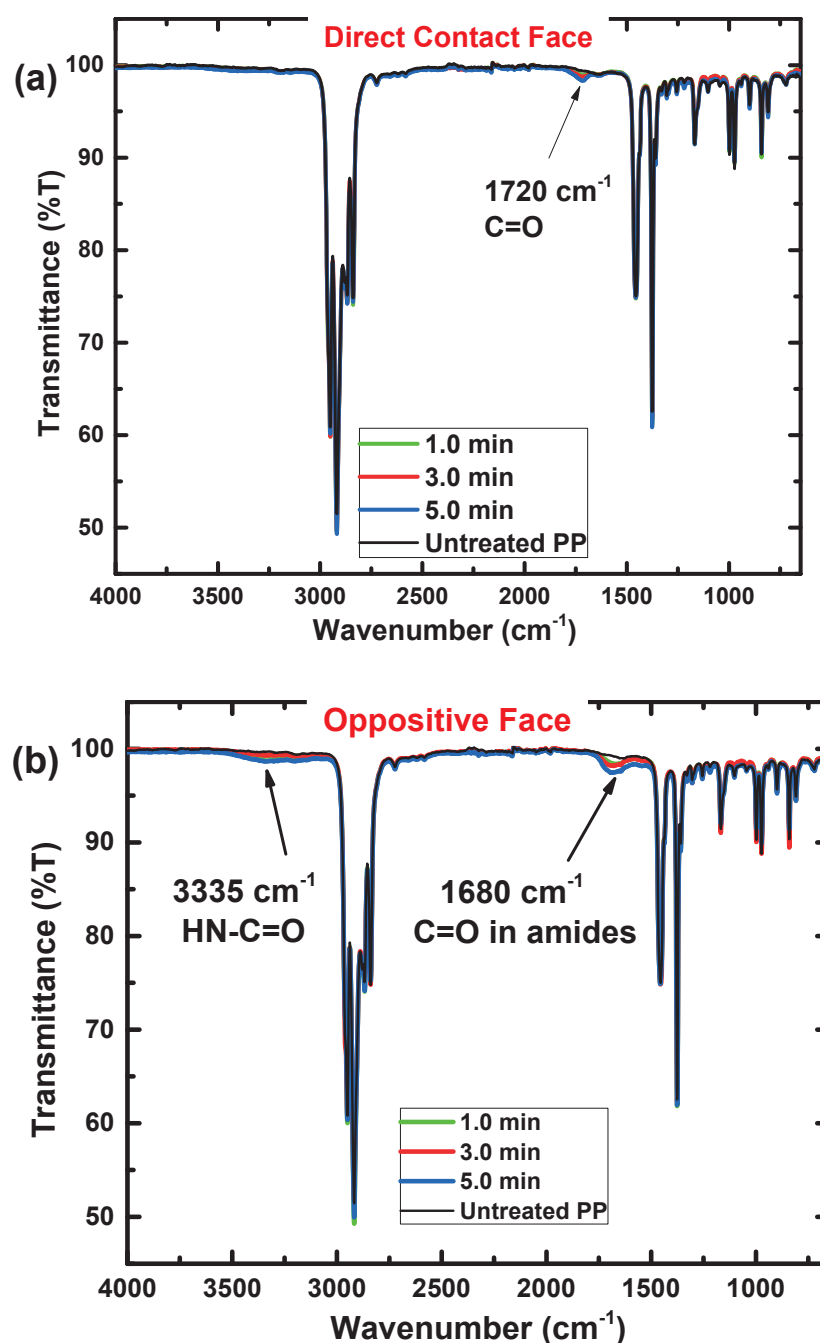 (a)
Direct Contact Face
100
90
80
70
60
50
Transmittance (%T)
1720 cm⁻¹
C=O
1.0 min
3.0 min
5.0 min
Untreated PP
4000 3500 3000 2500 2000 1500 1000
Wavenumber (cm⁻¹)
(b)
Oppositive Face
100
90
80
70
60
50
Transmittance (%T)
3335 cm⁻¹
HN-C=O
1680 cm⁻¹
C=O in amides
1.0 min
3.0 min
5.0 min
Untreated PP
4000 3500 3000 2500 2000 1500 1000
Wavenumber (cm⁻¹)